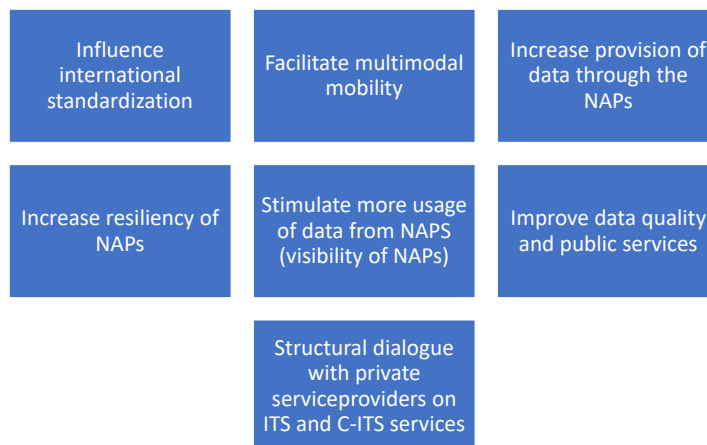 Influence
international
standardization
Facilitate multimodal
mobility
Increase provision of
data through the
NAPs
Increase resiliency of
NAPs
Stimulate more usage
of data from NAPS
(visibility of NAPs)
Improve data quality
and public services
Structural dialogue
with private
serviceproviders on
ITS and C-ITS services